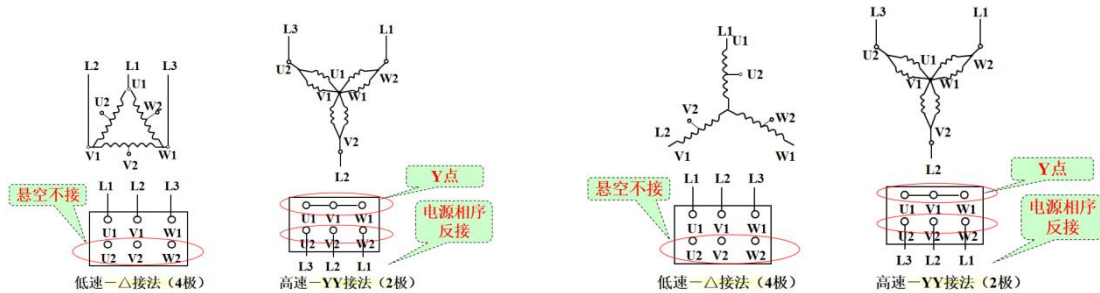 L2 L1 L3
U1
U2 W2
V1 V2 W1
悬空不接
L1 L2 L3
U1 V1 W1
U2 V2 W2
低速－△接法（4极）
L3 L1
U2 U1 W2
V1 W1
V2
L2
Y点
U1 V1 W1
电源相序
反接
U2 V2 W2
L3 L2 L1
高速－YY接法（2极）
L1
U1
U2
V2 W2
L2
V1 W1
悬空不接
L1 L2 L3
U1 V1 W1
U2 V2 W2
低速－△接法（4极）
L3 L1
U2 U1 W2
V1 W1
V2
L2
Y点
U1 V1 W1
电源相序
反接
U2 V2 W2
L3 L2 L1
高速－YY接法（2极）